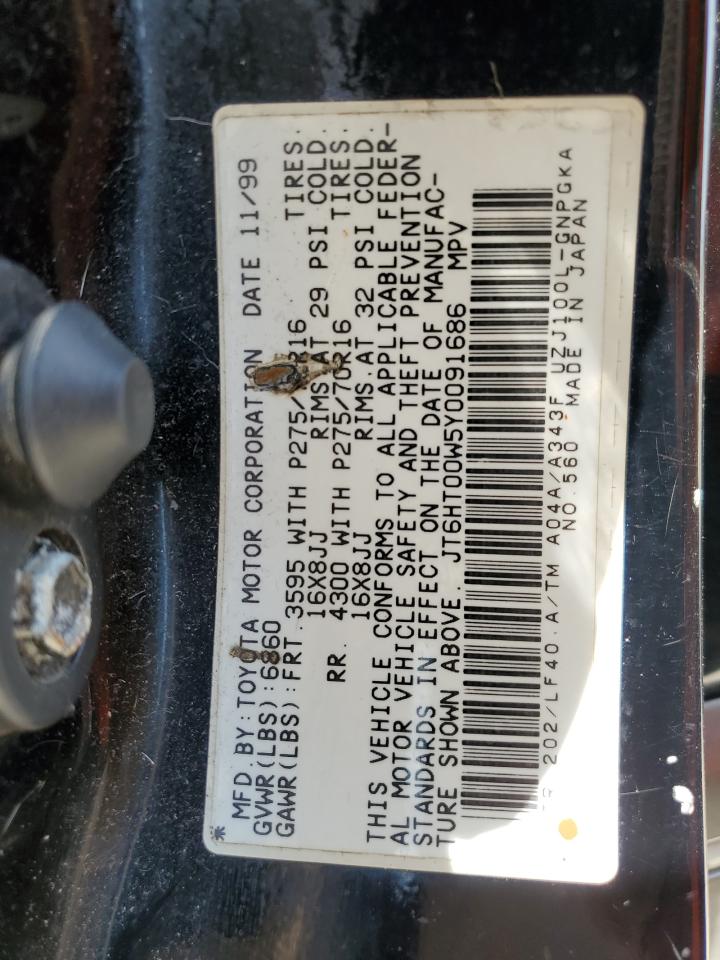 * MFD.BY:TOYOTA MOTOR CORPORATION DATE 11/99
GVWR(LBS):6860
GAWR(LBS):FRT. 3595 WITH TIRES.
16X8JJ RIMS AT 29 PSI COLD.
RR. 4300 WITH P275/70R16 TIRES.
16X8JJ RIMS.AT 32 PSI COLD.
THIS VEHICLE CONFORMS TO ALL APPLICABLE FEDER-
AL MOTOR VEHICLE SAFETY AND THEFT PREVENTION
STANDARDS IN EFFECT ON THE DATE OF MANUFAC-
TURE SHOWN ABOVE. JT6HT00W5Y0091686 MPV
202/LF40.A/TM A04A/A343F UZJ100L-GNPGKA
NO.560 MADE IN JAPAN